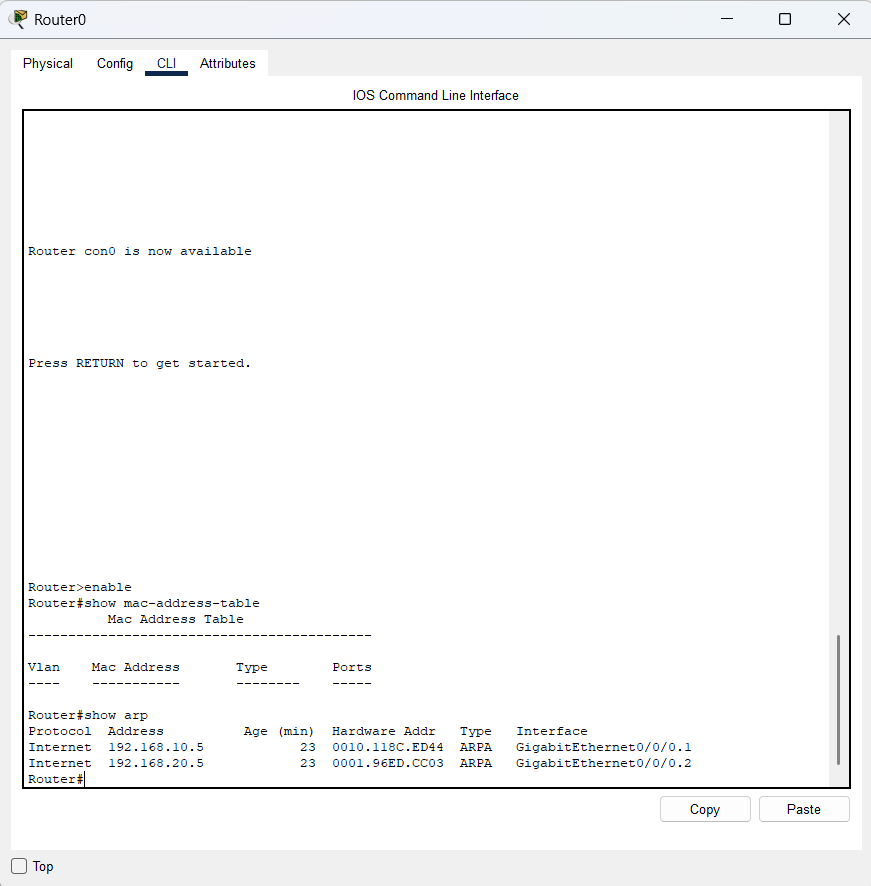 Router0
Physical Config CLI Attributes
IOS Command Line Interface
Router con0 is now available
Press RETURN to get started.
Router>enable
Router#show mac-address-table
Mac Address Table
-------------------------------------------
Vlan    Mac Address       Type        Ports
----    -----------       --------    -----
Router#show arp
Protocol  Address          Age (min)  Hardware Addr   Type   Interface
Internet  192.168.10.5            23  0010.118C.ED44  ARPA   GigabitEthernet0/0/0.1
Internet  192.168.20.5            23  0001.96ED.CC03  ARPA   GigabitEthernet0/0/0.2
Router#
Copy Paste
Top